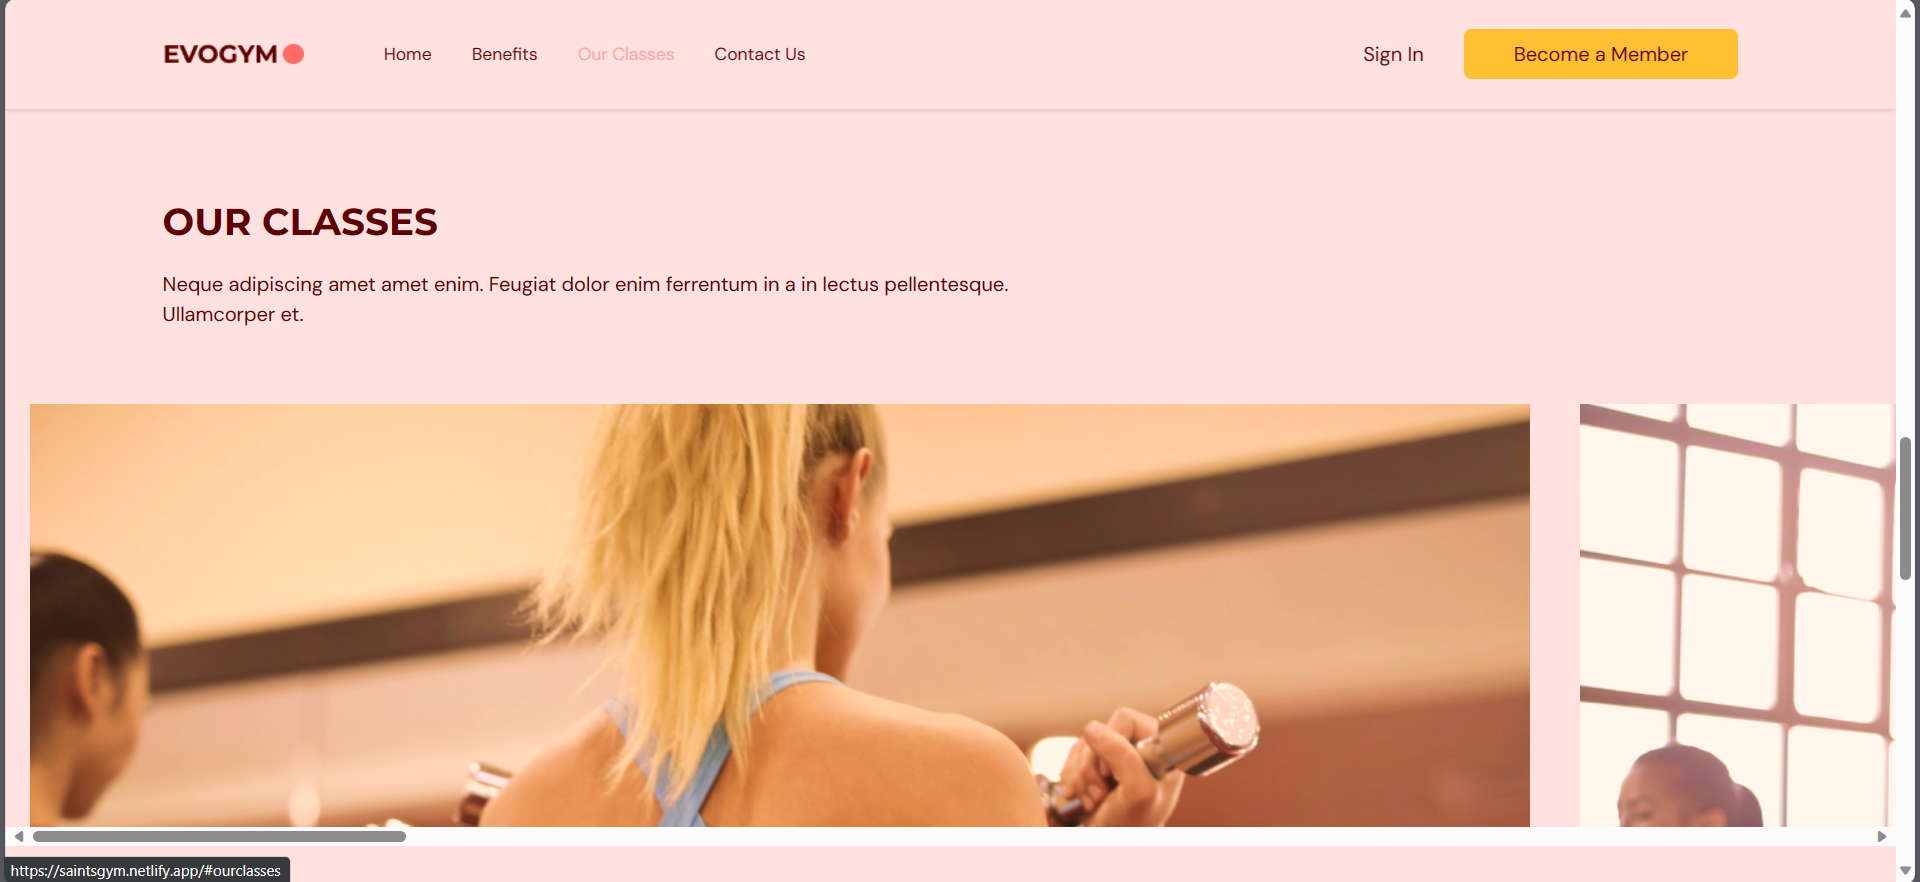 EVOGYM
Home
Benefits
Our Classes
Contact Us
Sign In
Become a Member
OUR CLASSES
Neque adipiscing amet amet enim. Feugiat dolor enim ferrentum in a in lectus pellentesque.
Ullamcorper et.
https://saintsgym.netlify.app/#ourclasses